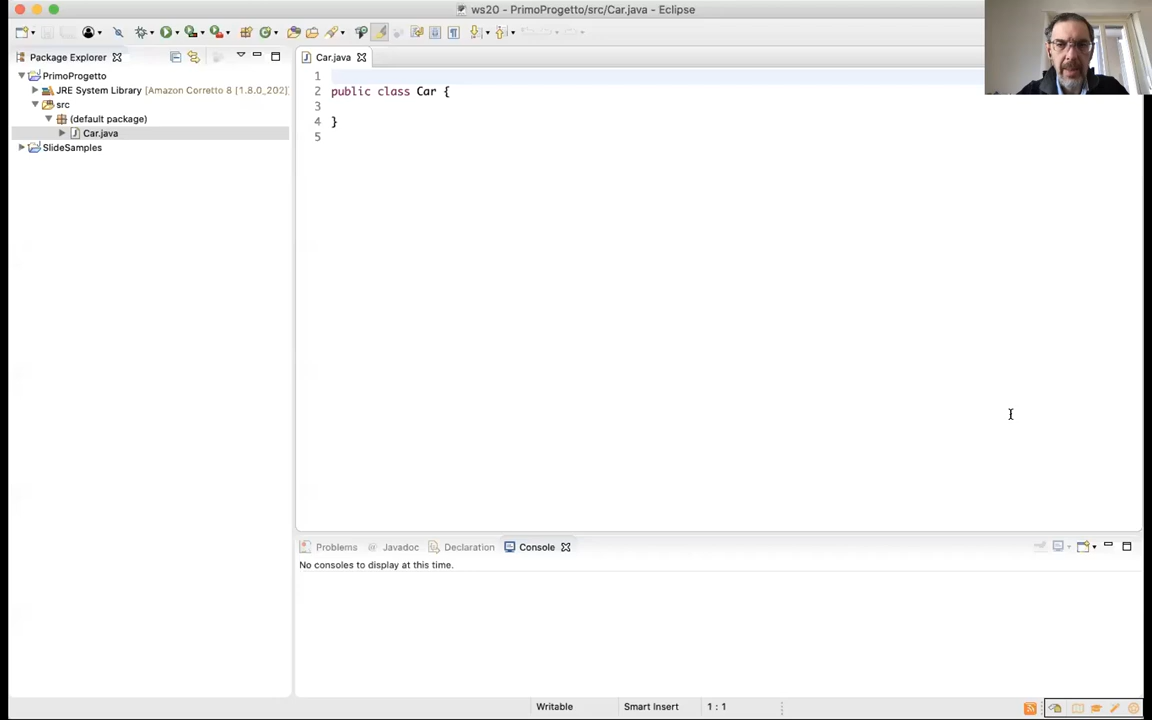 ws20 - PrimoProgetto/src/Car.java - Eclipse
Package Explorer
Car.java
PrimoProgetto
JRE System Library [Amazon Corretto 8 [1.8.0_202]]
src
(default package)
Car.java
SlideSamples
1
2 public class Car {
3
4 }
5
Problems @ Javadoc Declaration Console
No consoles to display at this time.
Writable Smart Insert 1 : 1